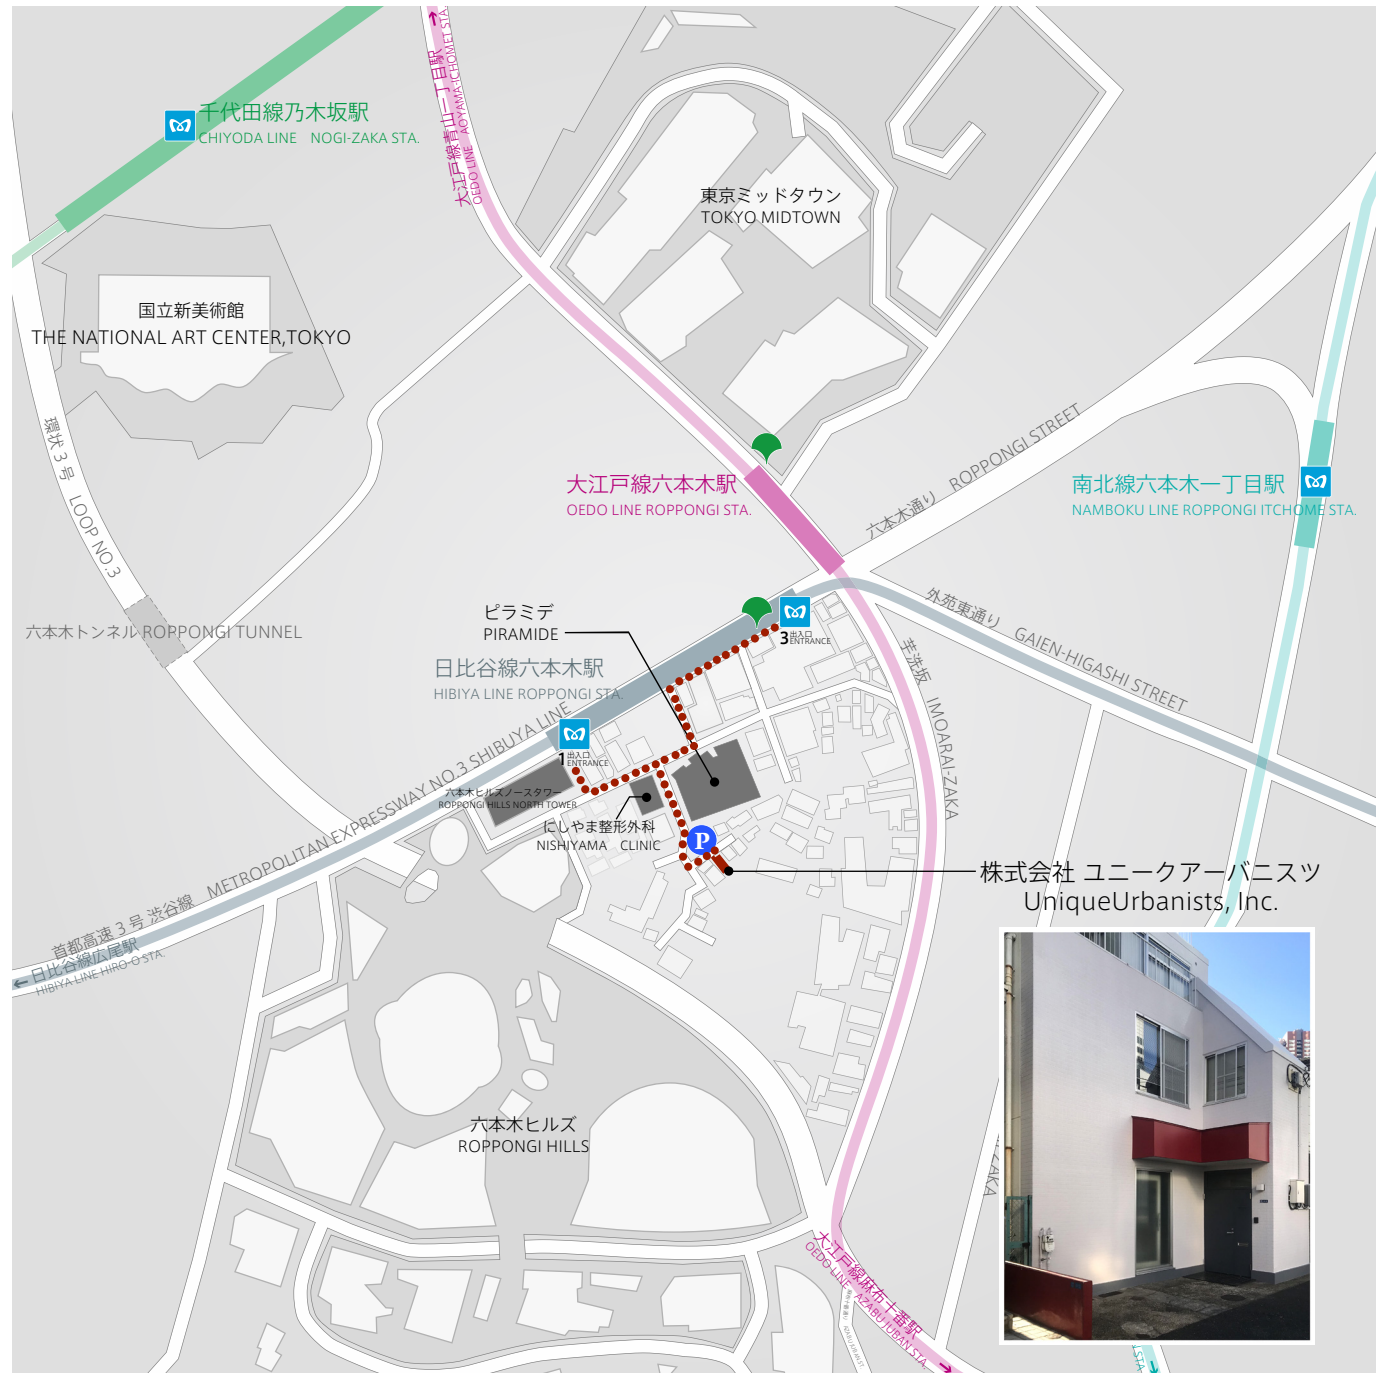 千代田線乃木坂駅
CHIYODA LINE NOGI-ZAKA STA.
大江戸線青山一丁目駅
OEDO LINE AOYAMA-ICHOMET STA.
東京ミッドタウン
TOKYO MIDTOWN
国立新美術館
THE NATIONAL ART CENTER,TOKYO
環状3号 LOOP NO.3
大江戸線六本木駅
OEDO LINE ROPPONGI STA.
六本木通り ROPPONGI STREET
南北線六本木一丁目駅
NAMBOKU LINE ROPPONGI ITCHOME STA.
六本木トンネル ROPPONGI TUNNEL
ピラミデ
PIRAMIDE
3 出入口
ENTRANCE
外苑東通り GAIEN-HIGASHI STREET
芋洗坂 IMOARAI-ZAKA
日比谷線六本木駅
HIBIYA LINE ROPPONGI STA.
1 出入口
ENTRANCE
六本木ヒルズノースタワー
ROPPONGI HILLS NORTH TOWER
にしやま整形外科
NISHIYAMA CLINIC
P
株式会社 ユニークアーバニスツ
UniqueUrbanists, Inc.
首都高速3号 渋谷線 METROPOLITAN EXPRESSWAY NO.3 SHIBUYA LINE
日比谷線広尾駅
HIBIYA LINE HIRO-O STA.
六本木ヒルズ
ROPPONGI HILLS
大江戸線麻布十番駅
OEDO LINE AZABU JUBAN STA.